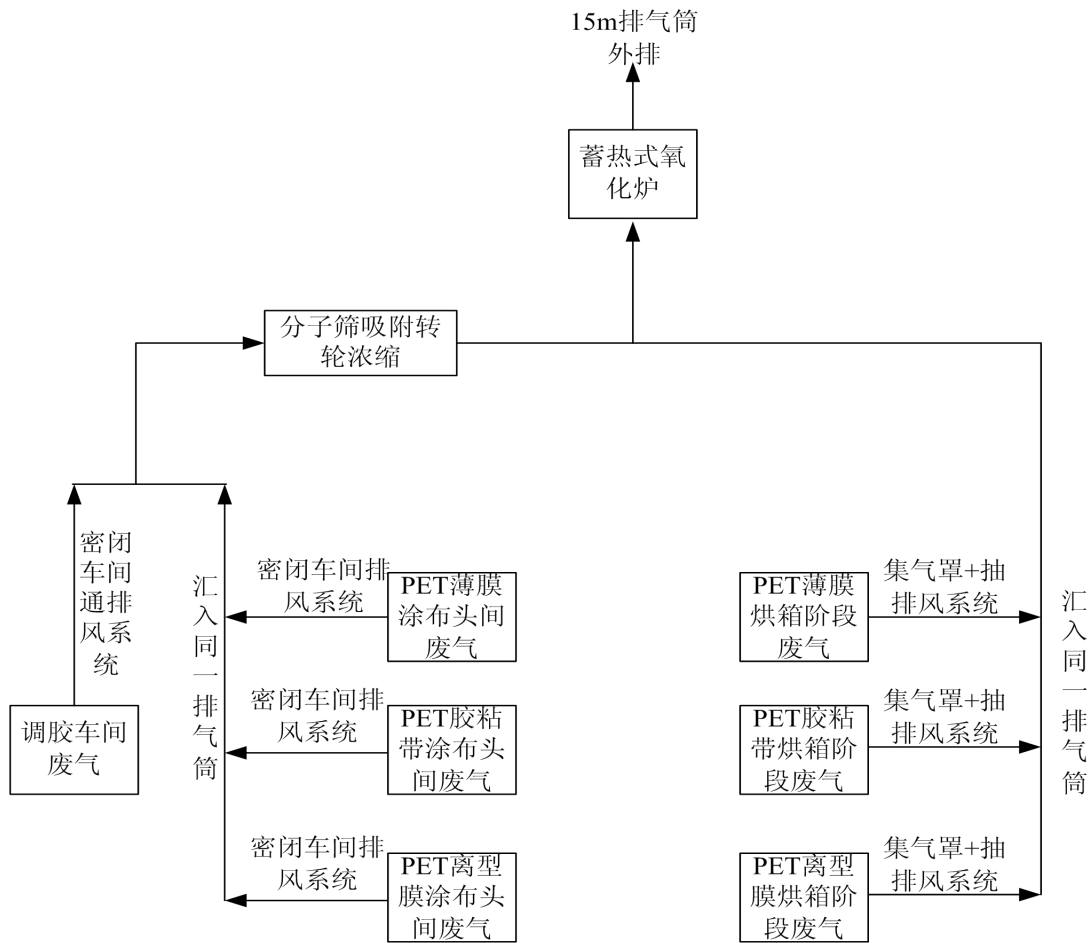 15m排气筒
外排
蓄热式氧
化炉
分子筛吸附转
轮浓缩
密闭
车间
通排
风系
统
调胶车间
废气
汇入同一排气筒
密闭车间排
风系统
PET薄膜
涂布头间
废气
密闭车间排
风系统
PET胶粘
带涂布头
间废气
密闭车间排
风系统
PET离型
膜涂布头
间废气
PET薄膜
烘箱阶段
废气
集气罩+抽
排风系统
PET胶粘
带烘箱阶
段废气
集气罩+抽
排风系统
PET离型
膜烘箱阶
段废气
集气罩+抽
排风系统
汇入同一排气筒